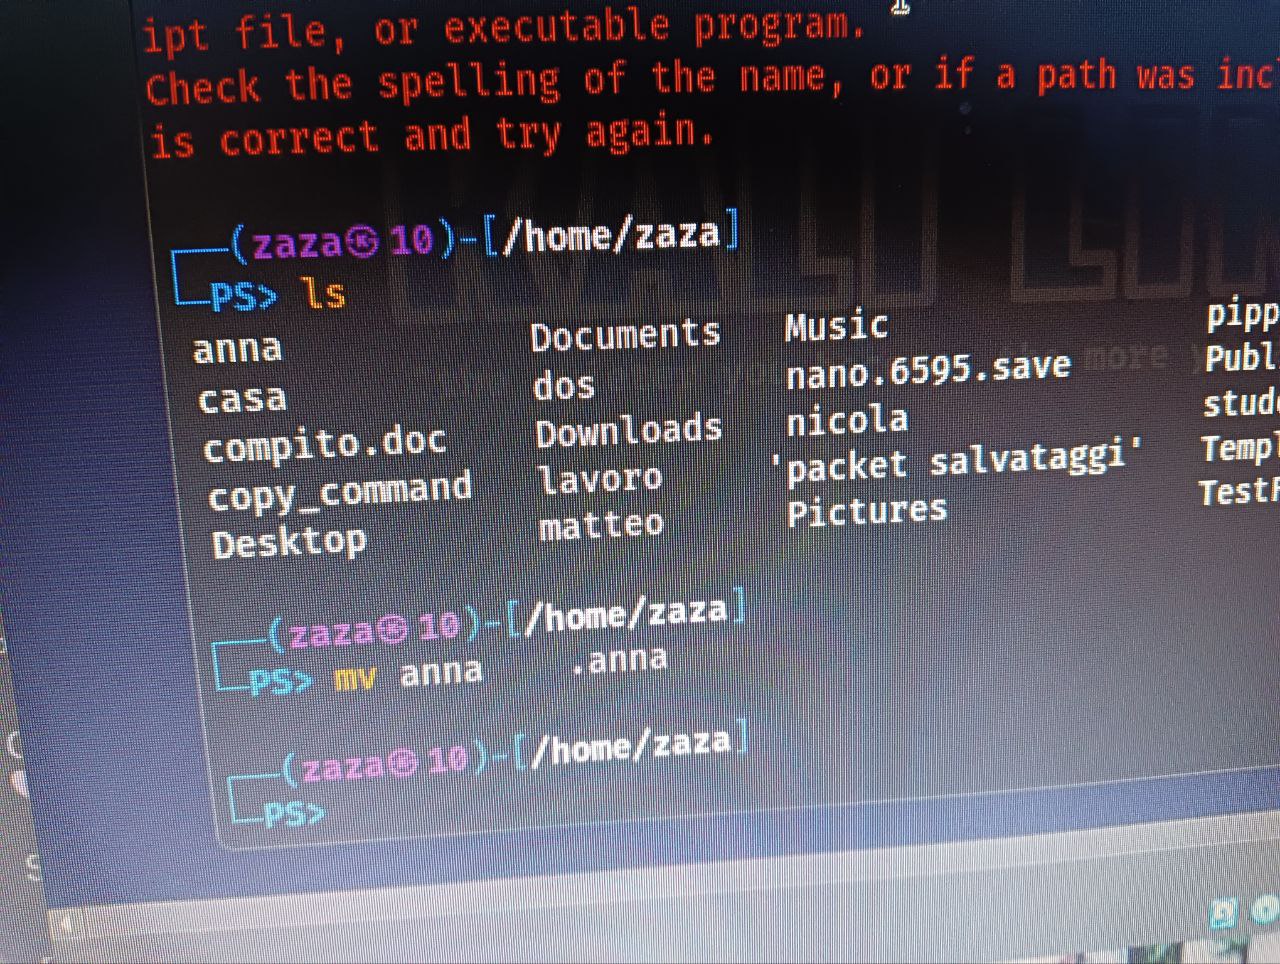 ipt file, or executable program.
Check the spelling of the name, or if a path was incl
is correct and try again.
┌──(zaza㉿10)-[/home/zaza]
└─PS> ls
anna Documents Music pipp
casa dos nano.6595.save Publi
compito.doc Downloads nicola stude
copy_command lavoro 'packet salvataggi' Templ
Desktop matteo Pictures TestF
┌──(zaza㉿10)-[/home/zaza]
└─PS> mv anna .anna
┌──(zaza㉿10)-[/home/zaza]
└─PS>